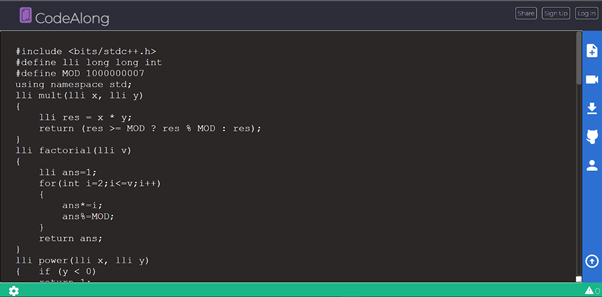 CodeAlong
Share Sign Up Log In
#include <bits/stdc++.h>
#define lli long long int
#define MOD 1000000007
using namespace std;
lli mult(lli x, lli y)
{
    lli res = x * y;
    return (res >= MOD ? res % MOD : res);
}
lli factorial(lli v)
{
    lli ans=1;
    for(int i=2;i<=v;i++)
    {
        ans*=i;
        ans%=MOD;
    }
    return ans;
}
lli power(lli x, lli y)
{   if (y < 0)
    return 1;
0